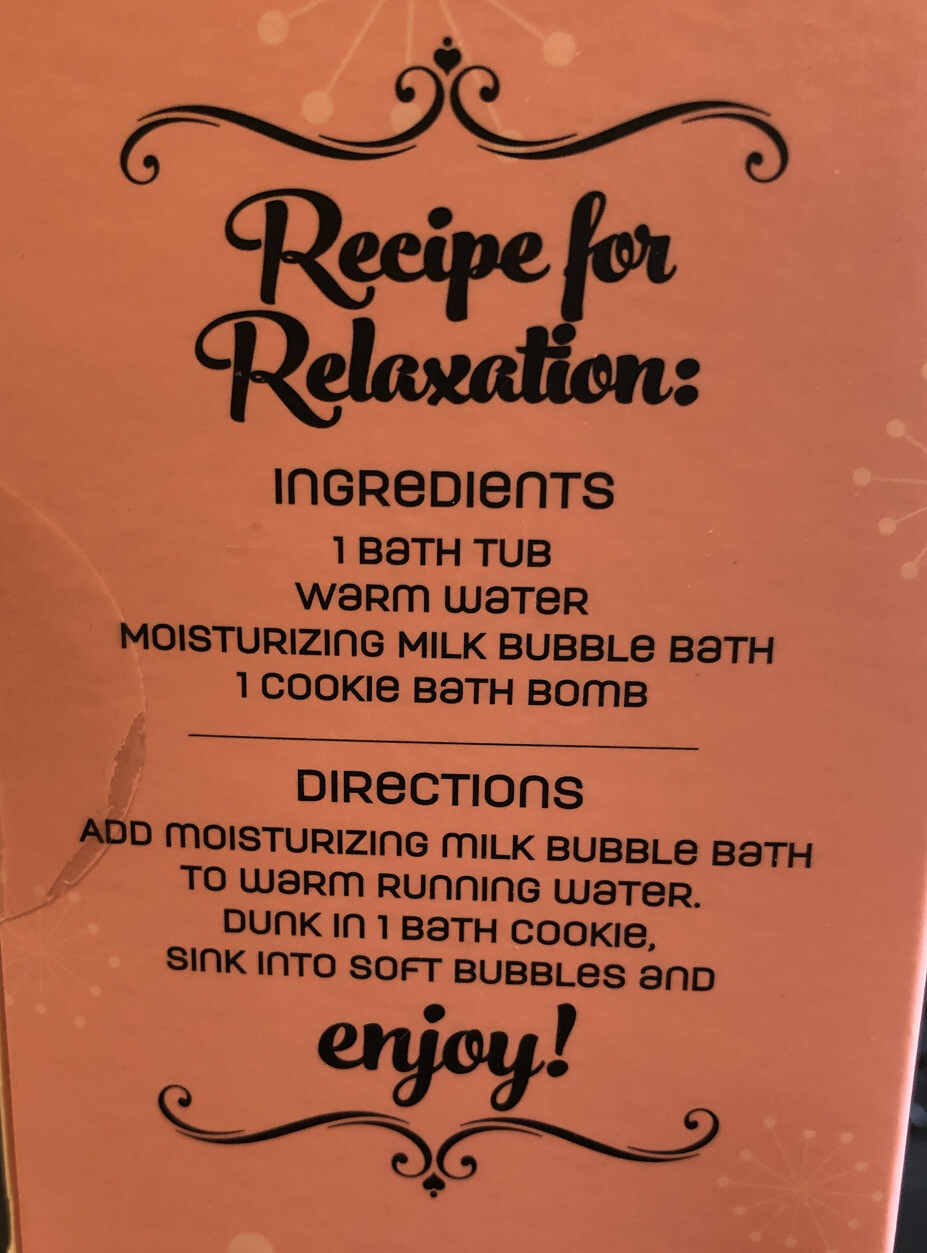 Recipe for
Relaxation:
INGREDIENTS
1 BATH TUB
WARM WATER
MOISTURIZING MILK BUBBLE BATH
1 COOKIE BATH BOMB
DIRECTIONS
ADD MOISTURIZING MILK BUBBLE BATH
TO WARM RUNNING WATER.
DUNK IN 1 BATH COOKIE,
SINK INTO SOFT BUBBLES AND
enjoy!